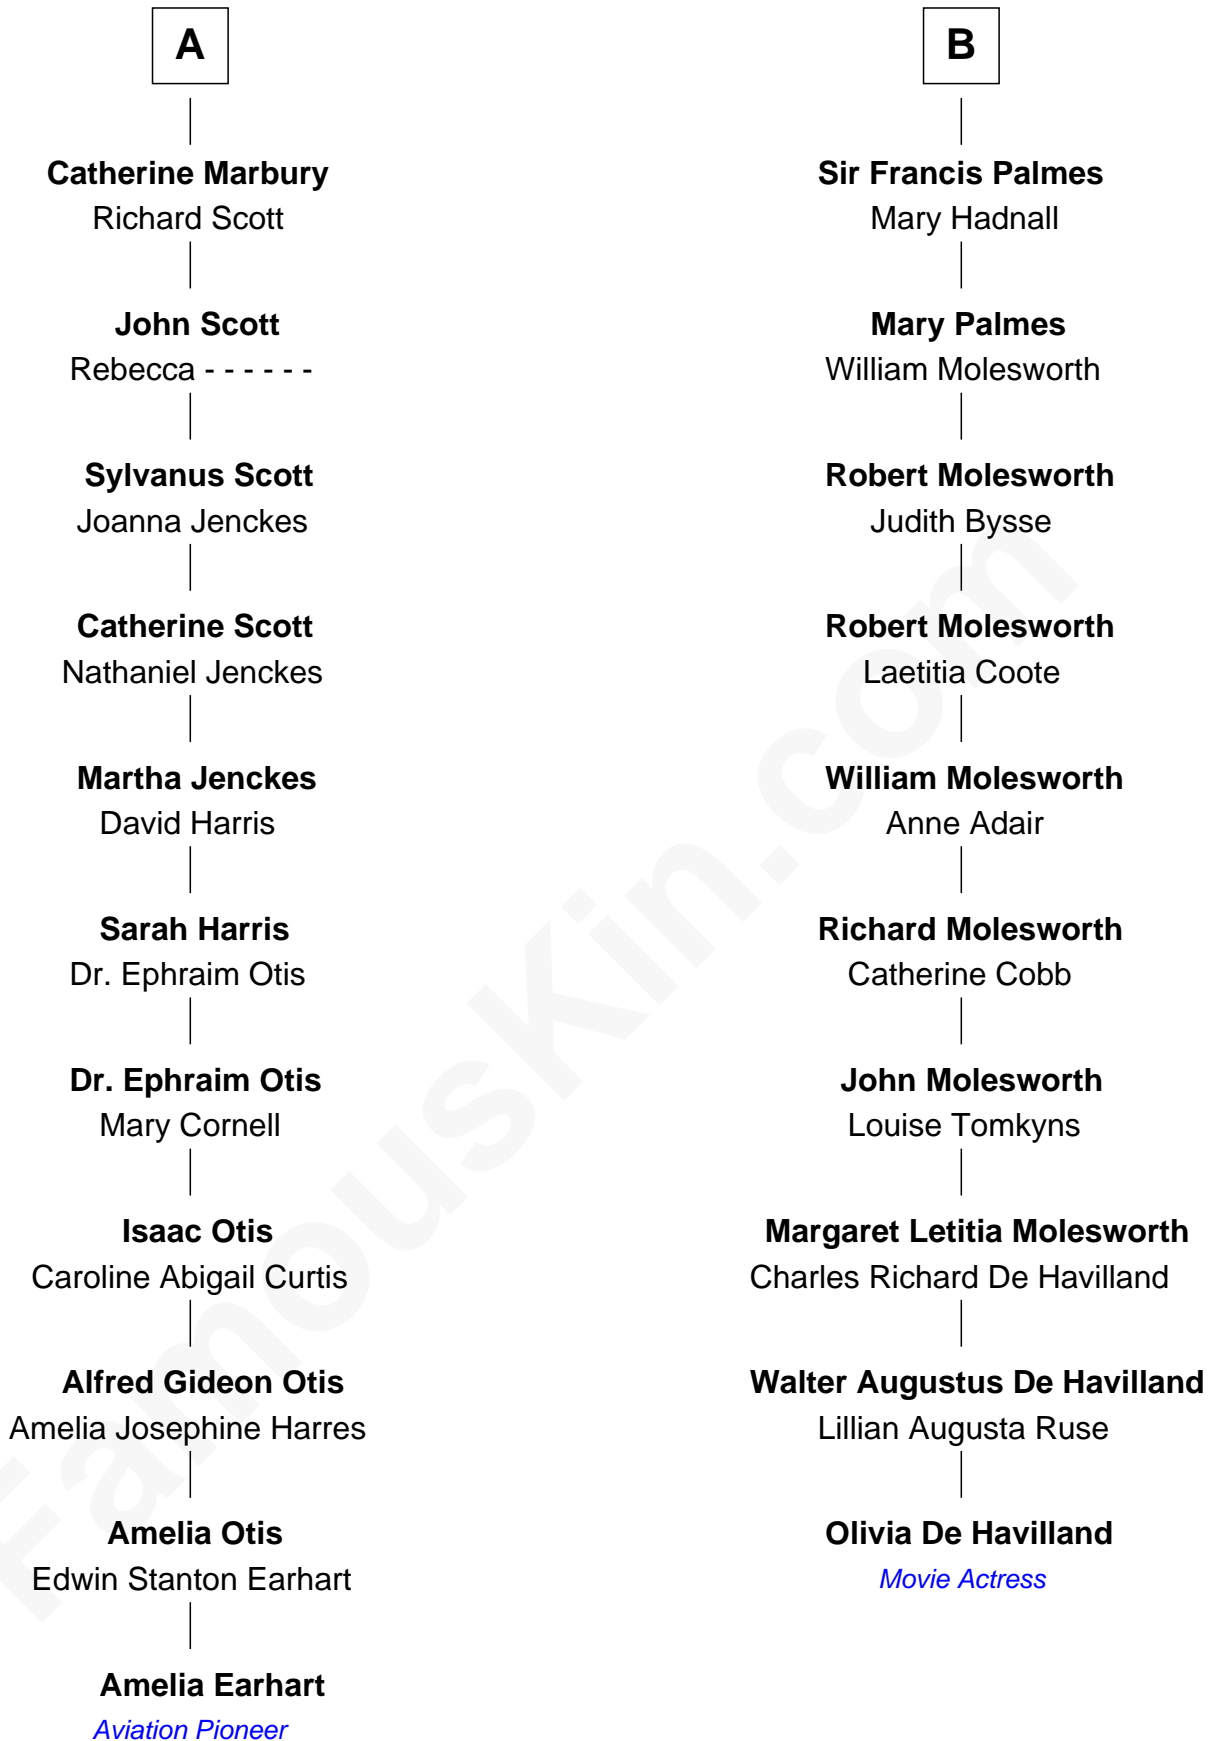 A
Catherine Marbury
Richard Scott
John Scott
Rebecca - - - - - -
Sylvanus Scott
Joanna Jenckes
Catherine Scott
Nathaniel Jenckes
Martha Jenckes
David Harris
Sarah Harris
Dr. Ephraim Otis
Dr. Ephraim Otis
Mary Cornell
Isaac Otis
Caroline Abigail Curtis
Alfred Gideon Otis
Amelia Josephine Harres
Amelia Otis
Edwin Stanton Earhart
Amelia Earhart
Aviation Pioneer
B
Sir Francis Palmes
Mary Hadnall
Mary Palmes
William Molesworth
Robert Molesworth
Judith Bysse
Robert Molesworth
Laetitia Coote
William Molesworth
Anne Adair
Richard Molesworth
Catherine Cobb
John Molesworth
Louise Tomkyns
Margaret Letitia Molesworth
Charles Richard De Havilland
Walter Augustus De Havilland
Lillian Augusta Ruse
Olivia De Havilland
Movie Actress
FamousKin.com